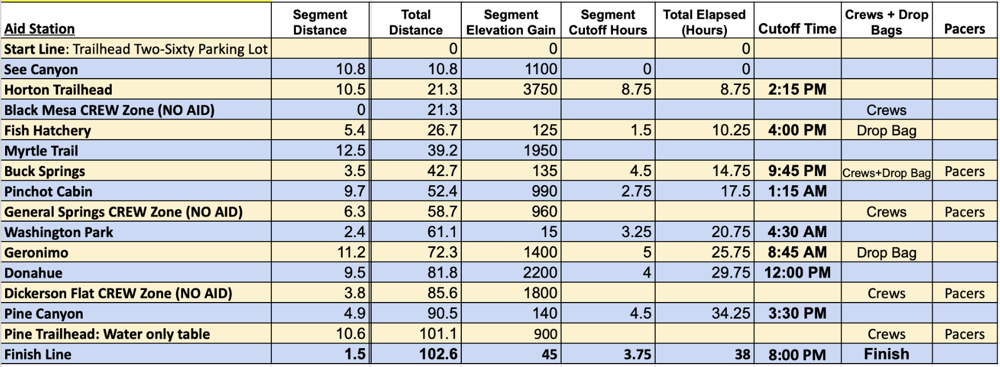 Aid Station Segment Distance Total Distance Segment Elevation Gain Segment Cutoff Hours Total Elapsed (Hours) Cutoff Time Crews + Drop Bags Pacers
Start Line: Trailhead Two-Sixty Parking Lot 0 0 0
See Canyon 10.8 10.8 1100 0 0
Horton Trailhead 10.5 21.3 3750 8.75 8.75 2:15 PM
Black Mesa CREW Zone (NO AID) 0 21.3 Crews
Fish Hatchery 5.4 26.7 125 1.5 10.25 4:00 PM Drop Bag
Myrtle Trail 12.5 39.2 1950
Buck Springs 3.5 42.7 135 4.5 14.75 9:45 PM Crews+Drop Bag Pacers
Pinchot Cabin 9.7 52.4 990 2.75 17.5 1:15 AM
General Springs CREW Zone (NO AID) 6.3 58.7 960 Crews Pacers
Washington Park 2.4 61.1 15 3.25 20.75 4:30 AM
Geronimo 11.2 72.3 1400 5 25.75 8:45 AM Drop Bag
Donahue 9.5 81.8 2200 4 29.75 12:00 PM
Dickerson Flat CREW Zone (NO AID) 3.8 85.6 1800 Crews Pacers
Pine Canyon 4.9 90.5 140 4.5 34.25 3:30 PM
Pine Trailhead: Water only table 10.6 101.1 900 Crews Pacers
Finish Line 1.5 102.6 45 3.75 38 8:00 PM Finish